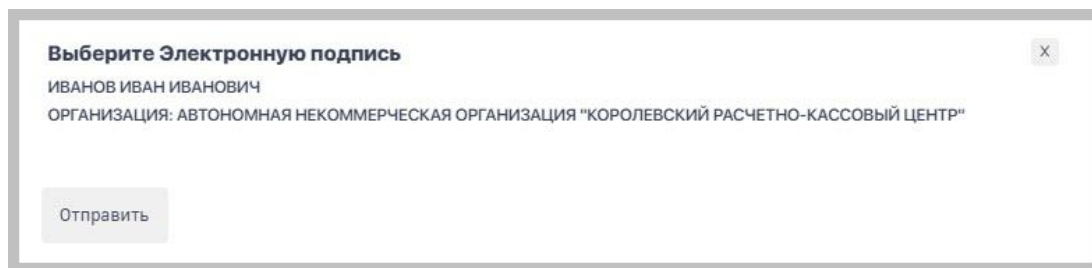 Выберите Электронную подпись
X
ИВАНОВ ИВАН ИВАНОВИЧ
ОРГАНИЗАЦИЯ: АВТОНОМНАЯ НЕКОММЕРЧЕСКАЯ ОРГАНИЗАЦИЯ "КОРОЛЕВСКИЙ РАСЧЕТНО-КАССОВЫЙ ЦЕНТР"
Отправить